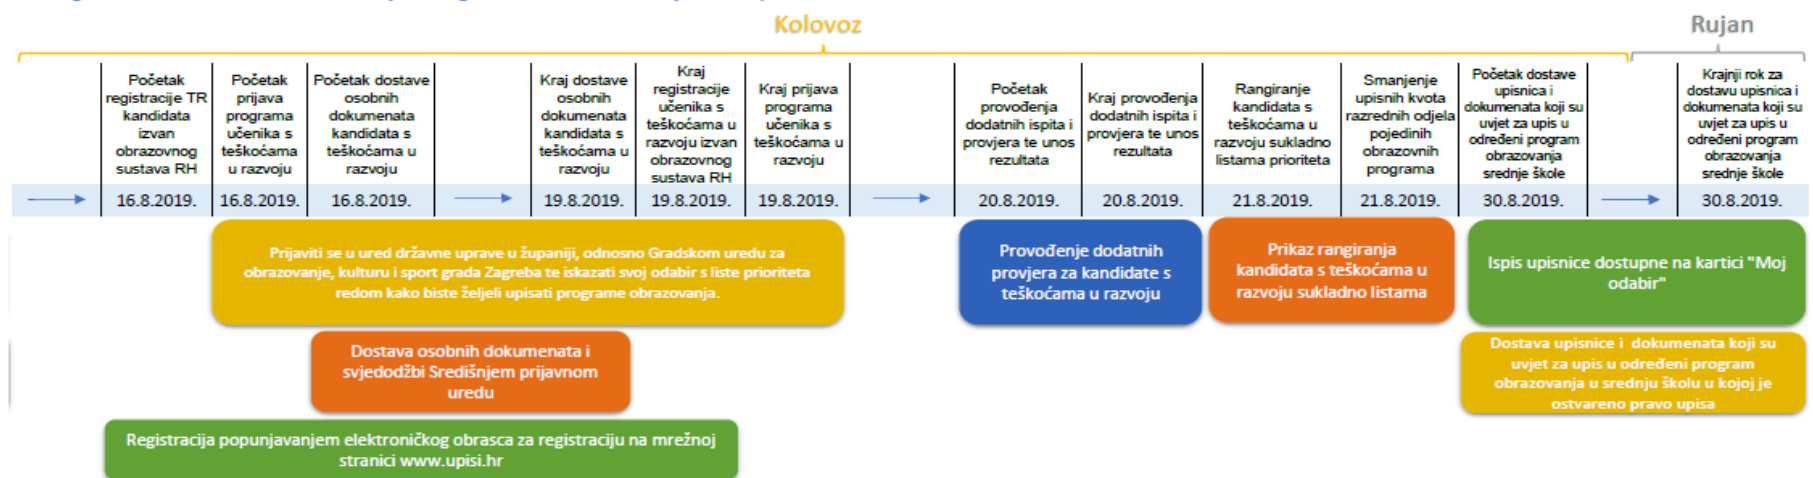 Kolovoz
Rujan
Početak
registracije TR
kandidata
izvan
obrazovnog
sustava RH
Početak
prijava
programa
učenika s
teškoćama
u razvoju
Početak dostave
osobnih
dokumenata
kandidata s
teškoćama u
razvoju
Kraj dostave
osobnih
dokumenata
kandidata s
teškoćama u
razvoju
Kraj
registracije
učenika s
teškoćama u
razvoju izvan
obrazovnog
sustava RH
Kraj prijava
programa
učenika s
teškoćama u
razvoju
Početak
provođenja
dodatnih ispita i
provjera te unos
rezultata
Kraj provođenja
dodatnih ispita i
provjera te unos
rezultata
Rangiranje
kandidata s
teškoćama u
razvoju sukladno
listama prioriteta
Smanjenje
upisnih kvota
razrednih odjela
pojedinih
obrazovnih
programa
Početak dostave
upisnica i
dokumenata koji su
uvjet za upis u
određeni program
obrazovanja
srednje škole
Krajnji rok za
dostavu upisnica i
dokumenata koji su
uvjet za upis u
određeni program
obrazovanja
srednje škole
16.8.2019.
16.8.2019.
16.8.2019.
19.8.2019.
19.8.2019.
19.8.2019.
20.8.2019.
20.8.2019.
21.8.2019.
21.8.2019.
30.8.2019.
30.8.2019.
Prijaviti se u ured državne uprave u županiji, odnosno Gradskom uredu za
obrazovanje, kulturu i sport grada Zagreba te iskazati svoj odabir s liste prioriteta
redom kako biste željeli upisati programe obrazovanja.
Provođenje dodatnih
provjera za kandidate s
teškoćama u razvoju
Prikaz rangiranja
kandidata s teškoćama u
razvoju sukladno listama
Ispis upisnice dostupne na kartici "Moj
odabir"
Dostava osobnih dokumenata i
svjedodžbi Središnjem prijavnom
uredu
Dostava upisnice i dokumenata koji su
uvjet za upis u određeni program
obrazovanja u srednju školu u kojoj je
ostvareno pravo upisa
Registracija popunjavanjem elektroničkog obrasca za registraciju na mrežnoj
stranici www.upisi.hr